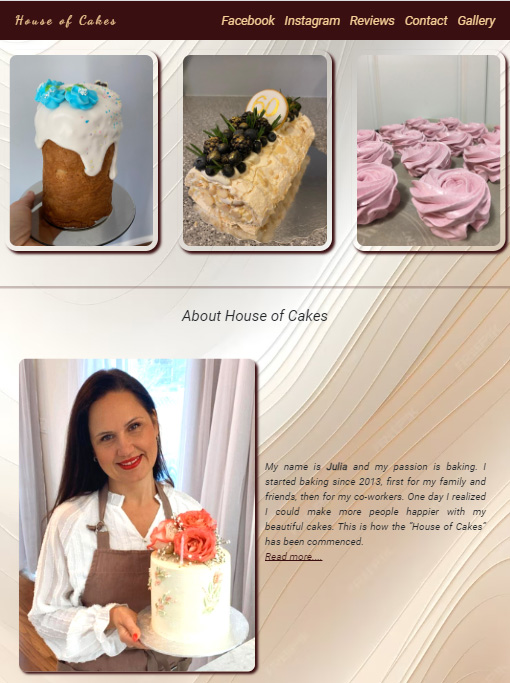 House of Cakes
Facebook Instagram Reviews Contact Gallery
60
About House of Cakes
My name is Julia and my passion is baking. I
started baking since 2013, first for my family and
friends, then for my co-workers. One day I realized
I could make more people happier with my
beautiful cakes. This is how the "House of Cakes"
has been commenced.
Read more....